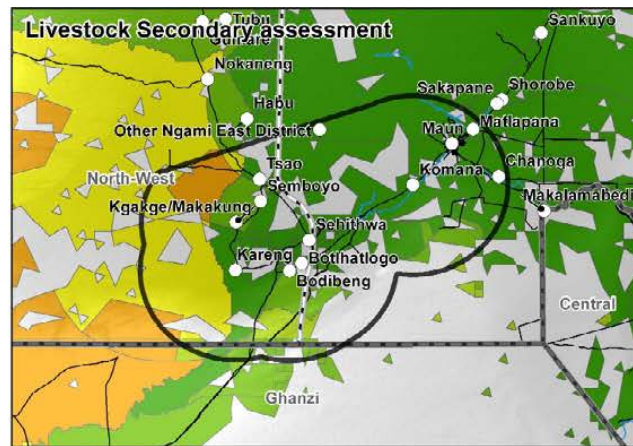 Livestock Secondary assessment
Tubu
Gumare
Sankuyo
Nokaneng
Shorobe
Sakapane
Habu
Other Ngami East District
Matlapana
Maun
Tsao
Komana
Chanoga
North-West
Semboyo
Makalamabedi
Kgakge/Makakung
Sehithwa
Kareng
Botlhatlogo
Bodibeng
Central
Ghanzi